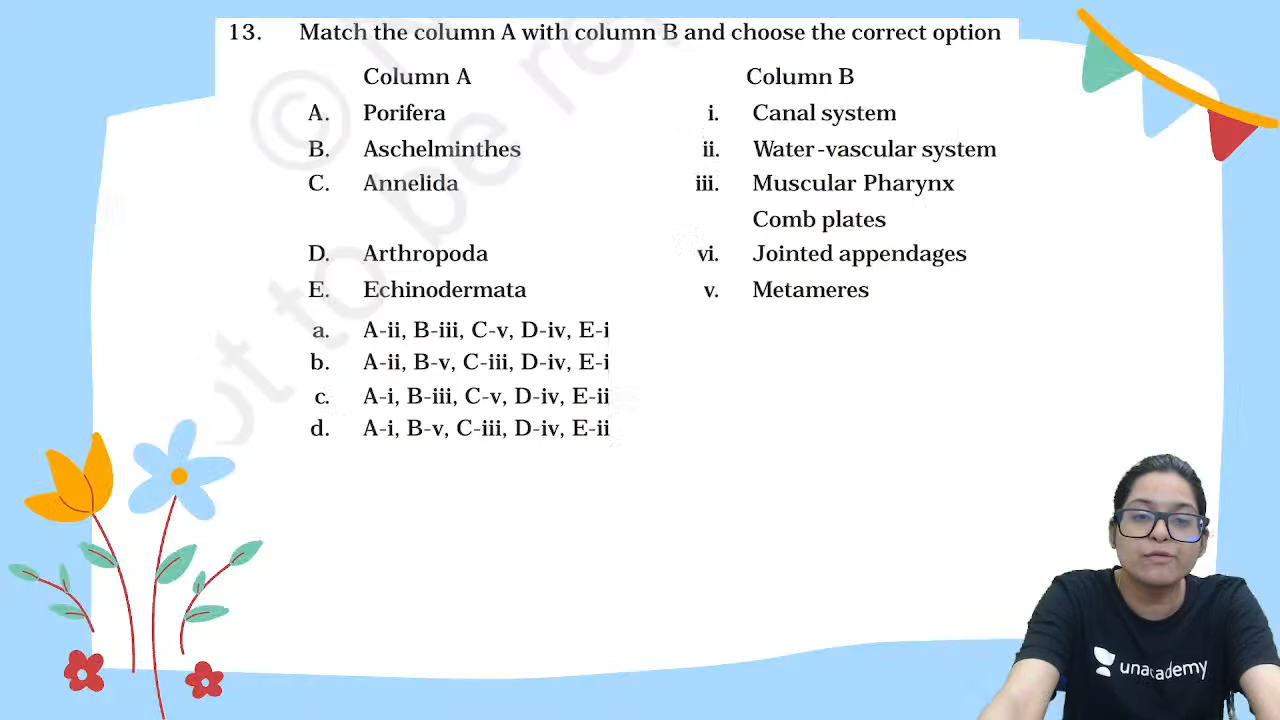 13. Match the column A with column B and choose the correct option
Column A Column B
A. Porifera i. Canal system
B. Aschelminthes ii. Water-vascular system
C. Annelida iii. Muscular Pharynx
Comb plates
D. Arthropoda vi. Jointed appendages
E. Echinodermata v. Metameres
a. A-ii, B-iii, C-v, D-iv, E-i
b. A-ii, B-v, C-iii, D-iv, E-i
c. A-i, B-iii, C-v, D-iv, E-ii
d. A-i, B-v, C-iii, D-iv, E-ii
unacademy